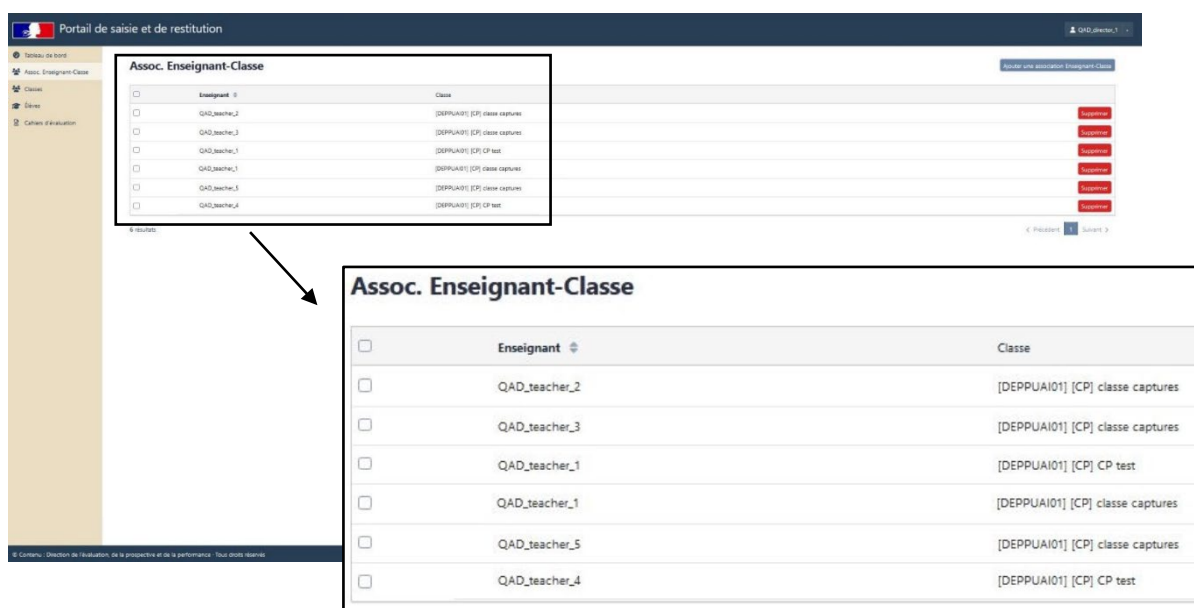 Portail de saisie et de restitution
QAD_director_1
Tableau de bord
Assoc. Enseignant-Classe
Classes
Élèves
Cahiers d'évaluation
Assoc. Enseignant-Classe
Ajouter une association Enseignant-Classe
Enseignant Classe
QAD_teacher_2 [DEPPUAI01] [CP] classe captures Supprimer
QAD_teacher_3 [DEPPUAI01] [CP] classe captures Supprimer
QAD_teacher_1 [DEPPUAI01] [CP] CP test Supprimer
QAD_teacher_1 [DEPPUAI01] [CP] classe captures Supprimer
QAD_teacher_5 [DEPPUAI01] [CP] classe captures Supprimer
QAD_teacher_4 [DEPPUAI01] [CP] CP test Supprimer
6 résultats
Précédent 1 Suivant
Assoc. Enseignant-Classe
Enseignant Classe
QAD_teacher_2 [DEPPUAI01] [CP] classe captures
QAD_teacher_3 [DEPPUAI01] [CP] classe captures
QAD_teacher_1 [DEPPUAI01] [CP] CP test
QAD_teacher_1 [DEPPUAI01] [CP] classe captures
QAD_teacher_5 [DEPPUAI01] [CP] classe captures
QAD_teacher_4 [DEPPUAI01] [CP] CP test
© Contenu : Direction de l'évaluation, de la prospective et de la performance - Tous droits réservés